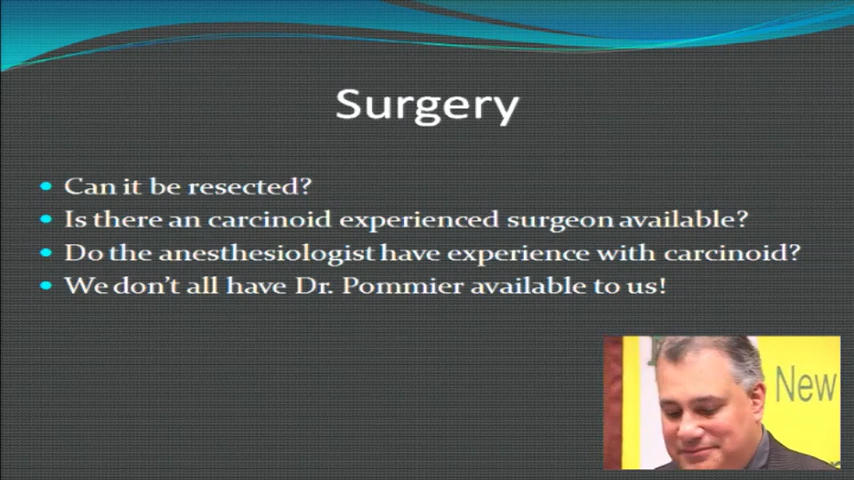 Surgery
Can it be resected?
Is there an carcinoid experienced surgeon available?
Do the anesthesiologist have experience with carcinoid?
We don't all have Dr. Pommier available to us!
New